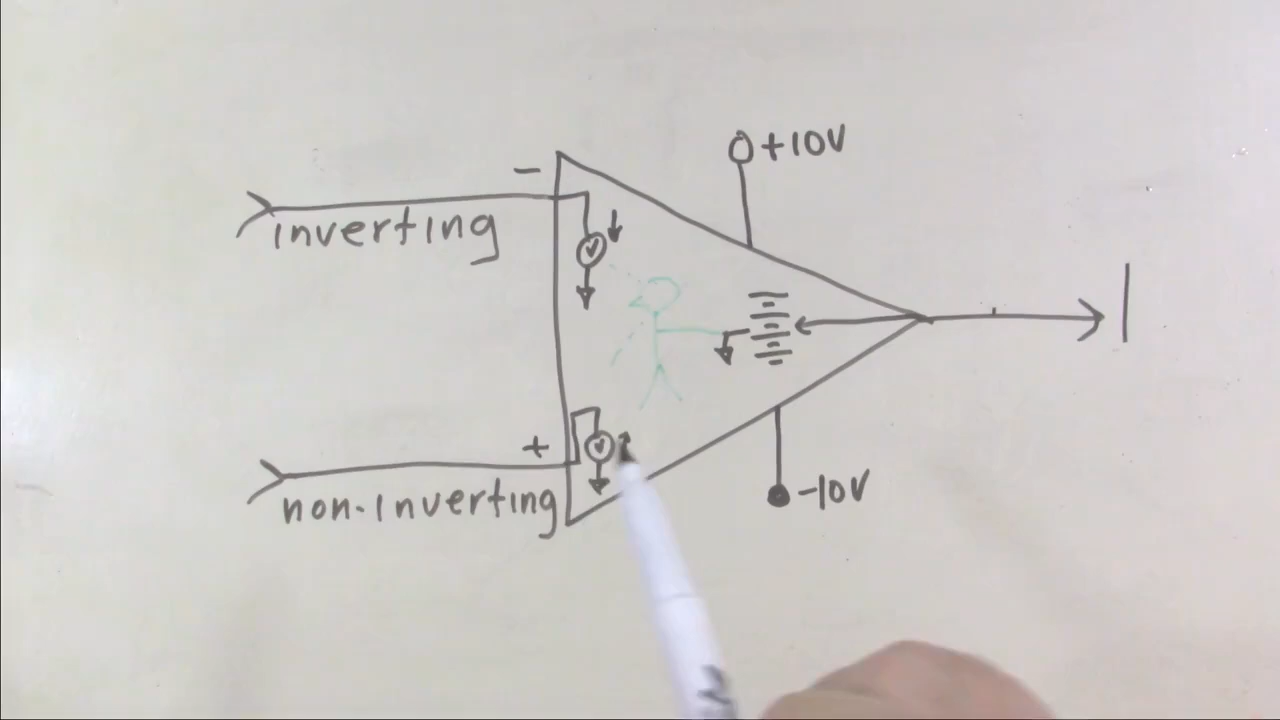 -
+10V
inverting
V
+
V
non-inverting
-10V